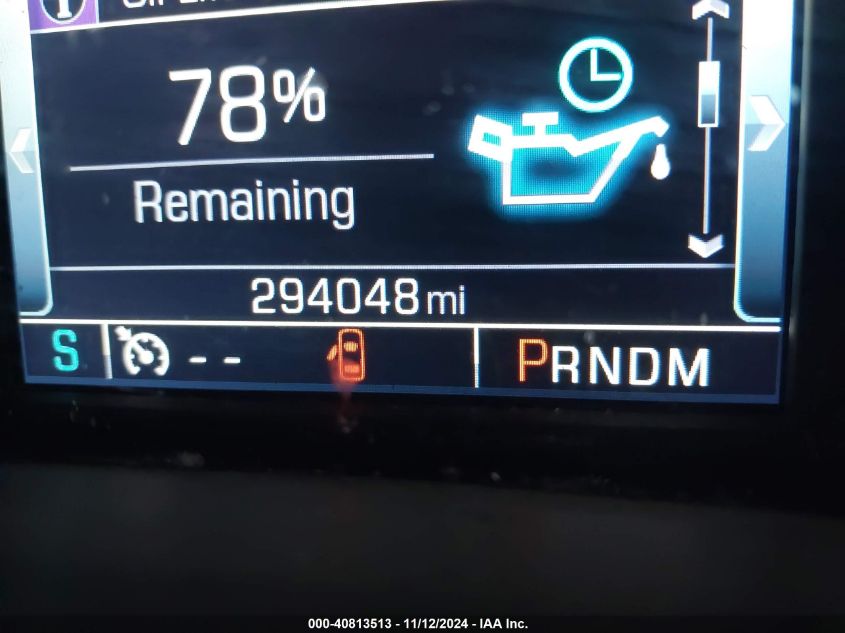 78%
Remaining
294048 mi
S -- PRNDM
000-40813513 - 11/12/2024 - IAA Inc.